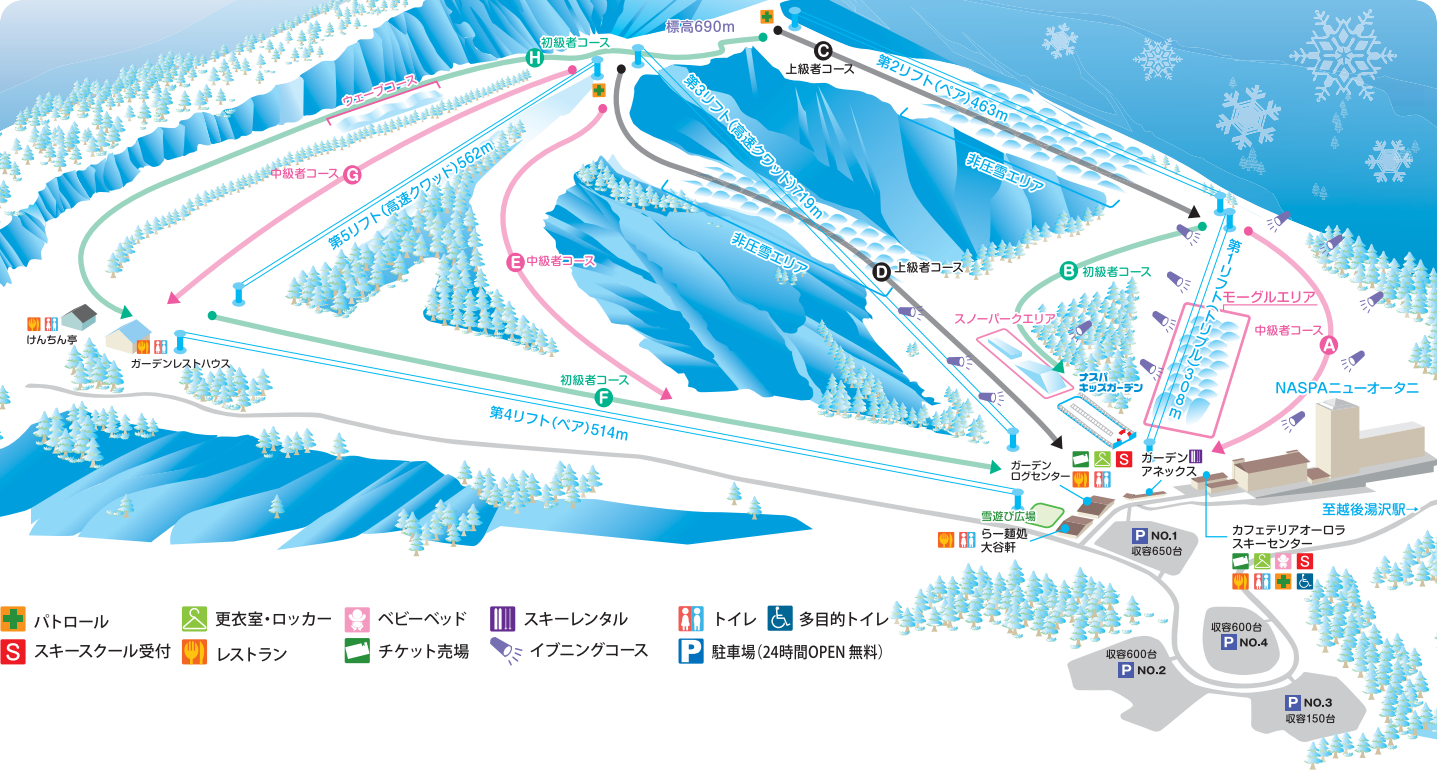 標高690m
初級者コース
H
C
上級者コース
第2リフト(ペア)463m
ウェーブコース
第3リフト(高速クワッド)719m
非圧雪エリア
中級者コース G
第5リフト(高速クワッド)562m
非圧雪エリア
E 中級者コース
D 上級者コース
B 初級者コース
第1リフト トリプル308m
モーグルエリア
スノーパークエリア
中級者コース
A
けんちん亭
ガーデンレストハウス
初級者コース
F
ナスパ
キッズガーデン
NASPAニューオータニ
第4リフト(ペア)514m
ガーデン
ログセンター
S
ガーデン
アネックス
至越後湯沢駅→
雪遊び広場
らー麺処
大谷軒
P NO.1
収容650台
カフェテリアオーロラ
スキーセンター
S
収容600台
P NO.4
収容600台
P NO.2
P NO.3
収容150台
パトロール
更衣室・ロッカー
ベビーベッド
スキーレンタル
トイレ
多目的トイレ
S スキースクール受付
レストラン
チケット売場
イブニングコース
P 駐車場(24時間OPEN 無料)